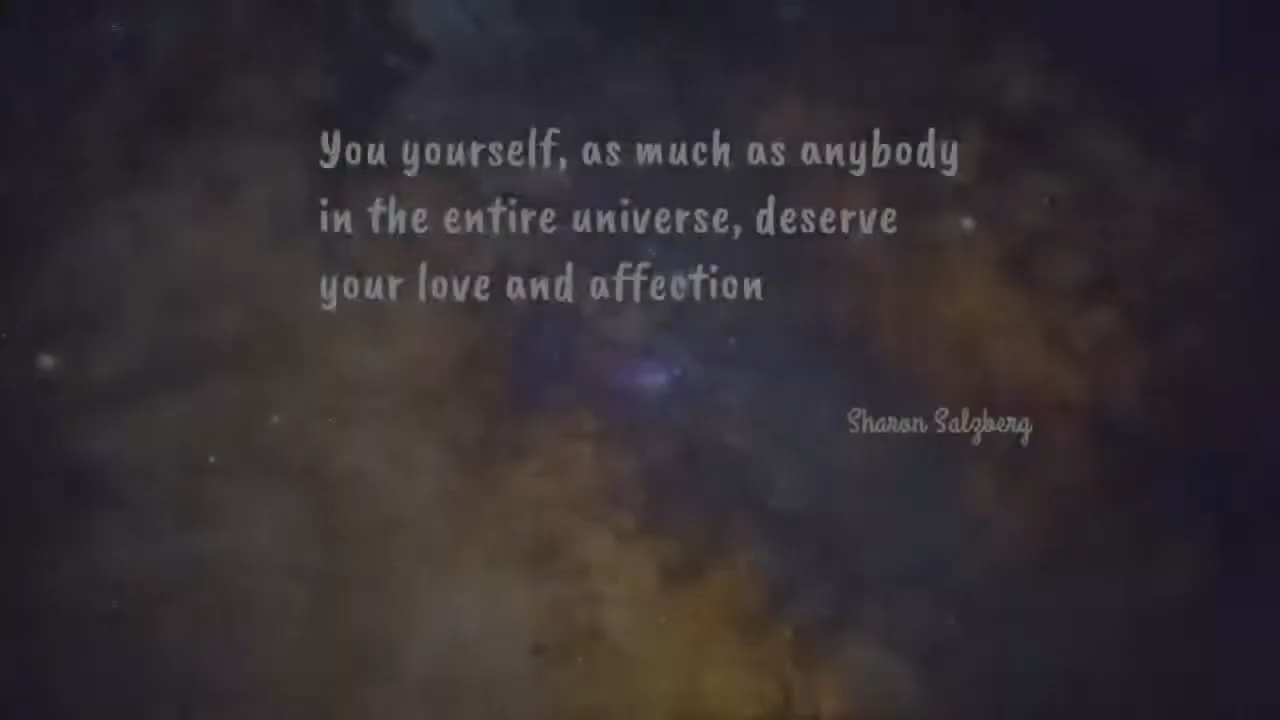 You yourself, as much as anybody
in the entire universe, deserve
your love and affection
Sharon Salzberg